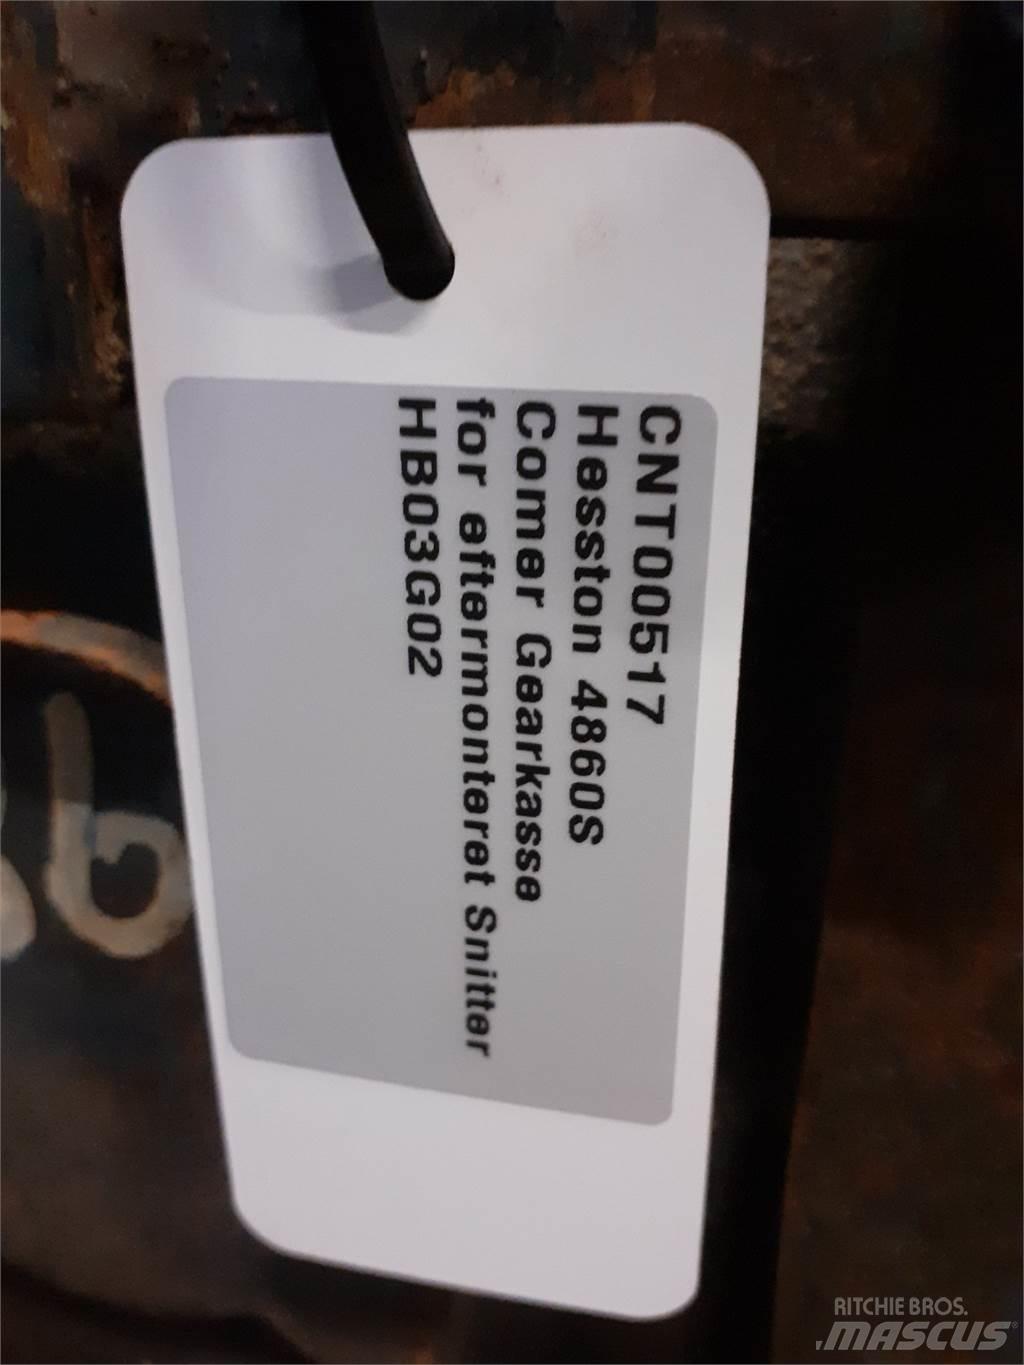 CNT00517
Hesston 4860S
Comer Gearkasse
for eftermonteret Snitter
HB03G02
RITCHIE BROS.
MASCUS